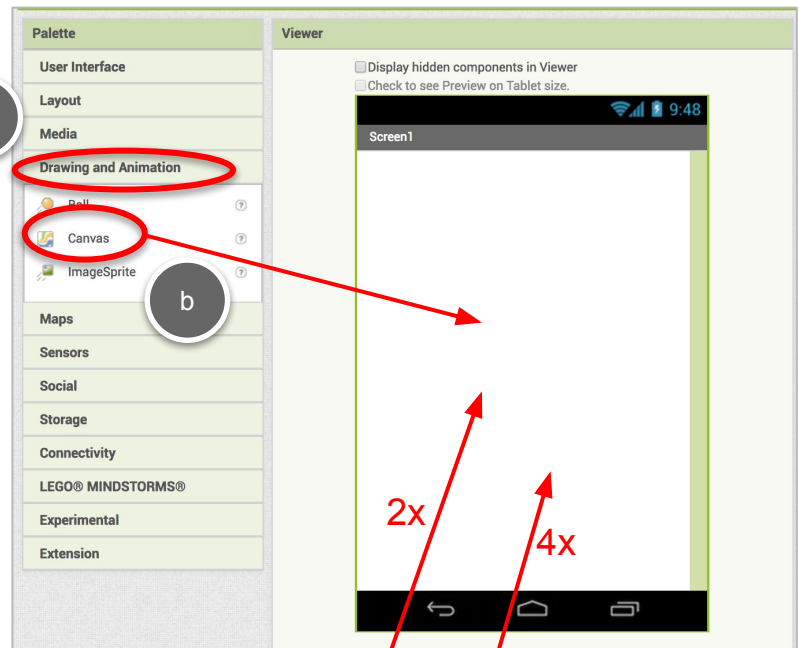 Palette
User Interface
Layout
Media
Drawing and Animation
Ball
Canvas
ImageSprite
b
Maps
Sensors
Social
Storage
Connectivity
LEGO® MINDSTORMS®
Experimental
Extension
Viewer
Display hidden components in Viewer
Check to see Preview on Tablet size.
9:48
Screen1
2x
4x